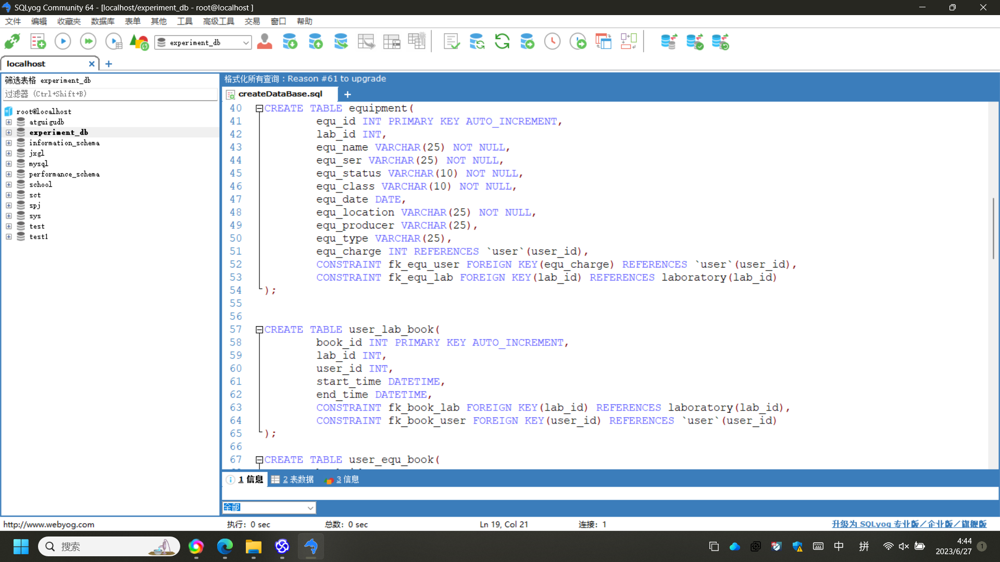 SQLyog Community 64 - [localhost/experiment_db - root@localhost ]
文件 编辑 收藏夹 数据库 表单 其他 工具 高级工具 交易 窗口 帮助
experiment_db
localhost
筛选表格 experiment_db
过滤器 (Ctrl+Shift+B)
root@localhost
atguigudb
experiment_db
information_schema
jxgl
mysql
performance_schema
school
sct
spj
sys
test
test1
格式化所有查询 : Reason #61 to upgrade
createDataBase.sql
40 CREATE TABLE equipment(
41 equ_id INT PRIMARY KEY AUTO_INCREMENT,
42 lab_id INT,
43 equ_name VARCHAR(25) NOT NULL,
44 equ_ser VARCHAR(25) NOT NULL,
45 equ_status VARCHAR(10) NOT NULL,
46 equ_class VARCHAR(10) NOT NULL,
47 equ_date DATE,
48 equ_location VARCHAR(25) NOT NULL,
49 equ_producer VARCHAR(25),
50 equ_type VARCHAR(25),
51 equ_charge INT REFERENCES `user`(user_id),
52 CONSTRAINT fk_equ_user FOREIGN KEY(equ_charge) REFERENCES `user`(user_id),
53 CONSTRAINT fk_equ_lab FOREIGN KEY(lab_id) REFERENCES laboratory(lab_id)
54 );
55
56
57 CREATE TABLE user_lab_book(
58 book_id INT PRIMARY KEY AUTO_INCREMENT,
59 lab_id INT,
60 user_id INT,
61 start_time DATETIME,
62 end_time DATETIME,
63 CONSTRAINT fk_book_lab FOREIGN KEY(lab_id) REFERENCES laboratory(lab_id),
64 CONSTRAINT fk_book_user FOREIGN KEY(user_id) REFERENCES `user`(user_id)
65 );
66
67 CREATE TABLE user_equ_book(
1 信息 2 表数据 3 信息
全部
http://www.webyog.com 执行: 0 sec 总数: 0 sec Ln 19, Col 21 连接: 1 升级为 SQLyog 专业版/企业版/旗舰版
搜索
中 拼 4:44
2023/6/27 1